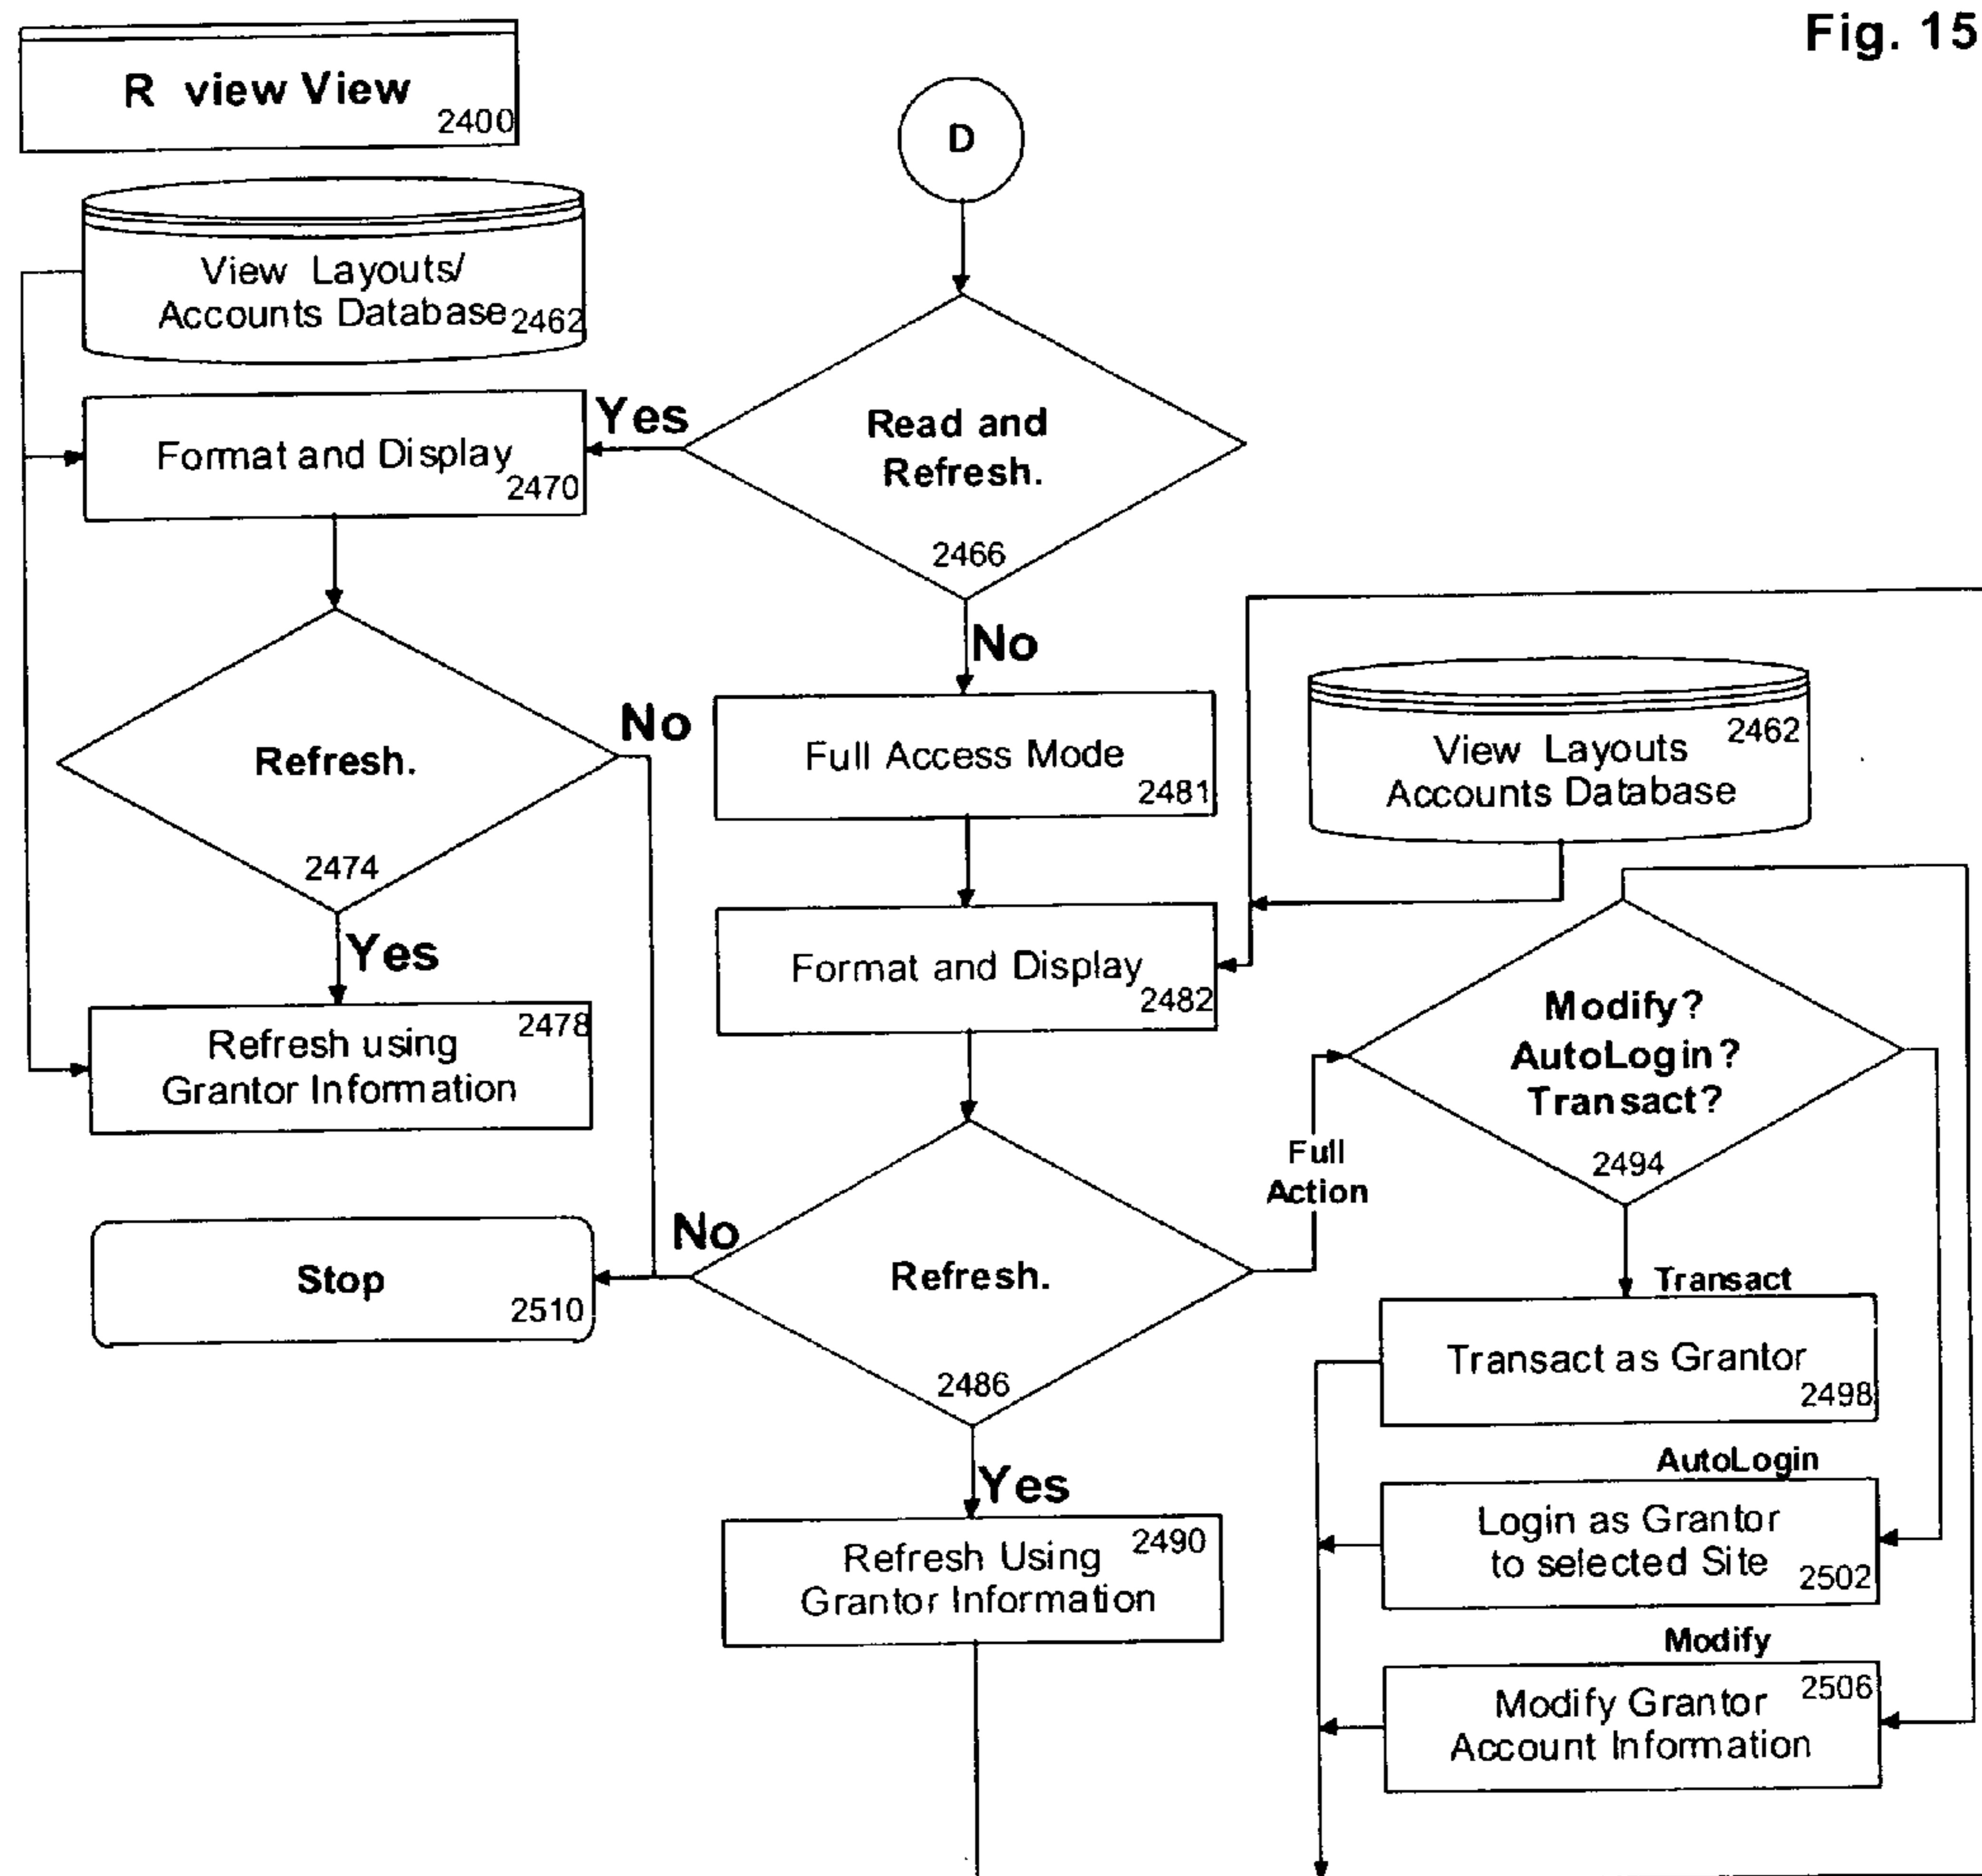 Fig. 15
R view View
2400
D
View Layouts/
Accounts Database
2462
Yes
Format and Display
2470
Read and
Refresh.
2466
No
Refresh.
2474
No
Full Access Mode
2481
View Layouts
2462
Accounts Database
Yes
Format and Display
2482
Refresh using
2478
Grantor Information
Modify?
AutoLogin?
Transact?
2494
Full
Action
No
Stop
2510
Refresh.
2486
Transact
Transact as Grantor
2498
AutoLogin
Login as Grantor
to selected Site
2502
Yes
Refresh Using
2490
Grantor Information
Modify
Modify Grantor
2506
Account Information